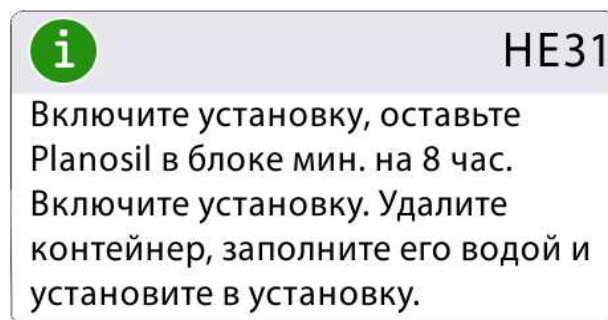 i
HE31
Включите установку, оставьте
Planosil в блоке мин. на 8 час.
Включите установку. Удалите
контейнер, заполните его водой и
установите в установку.